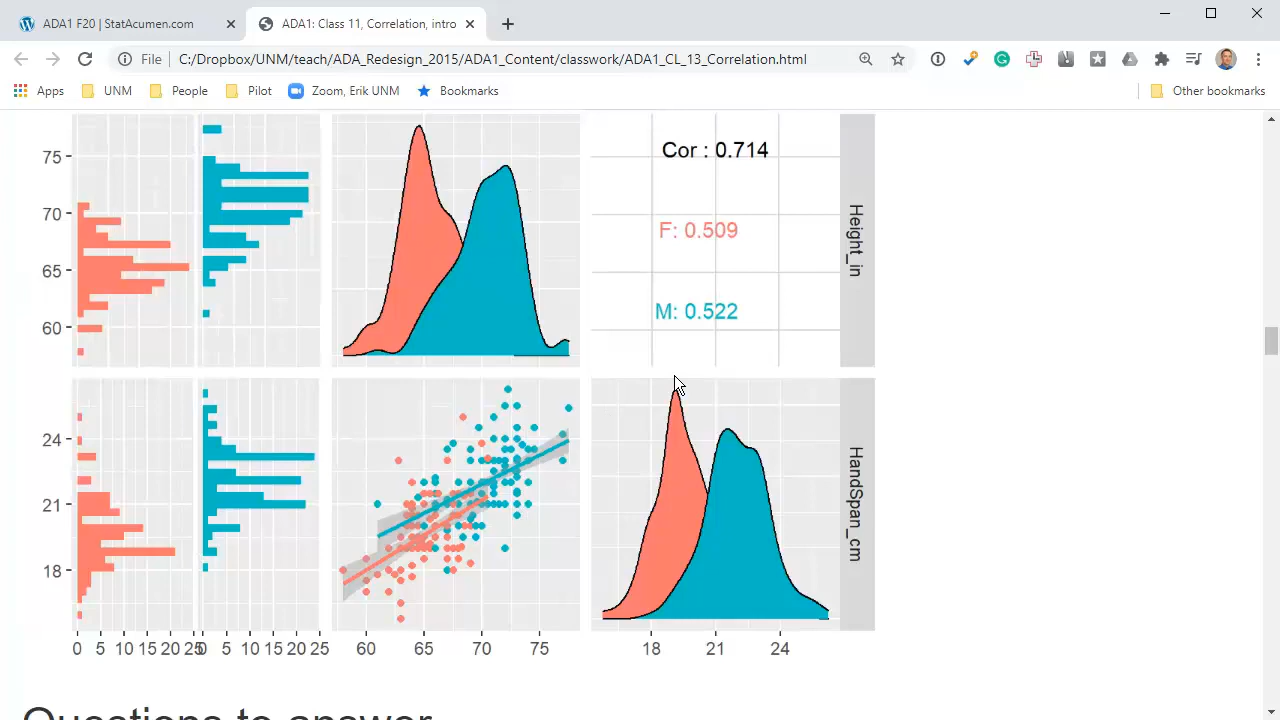 ADA1 F20 | StatAcumen.com
ADA1: Class 11, Correlation, intro
File
C:/Dropbox/UNM/teach/ADA_Redesign_2015/ADA1_Content/classwork/ADA1_CL_13_Correlation.html
Apps
UNM
People
Pilot
Zoom, Erik UNM
Bookmarks
Other bookmarks
75
70
65
60
Cor : 0.714
F: 0.509
M: 0.522
Height_in
24
21
18
HandSpan_cm
0 5 10 15 20 25
0 5 10 15 20 25
60 65 70 75
18 21 24
Questions to answer